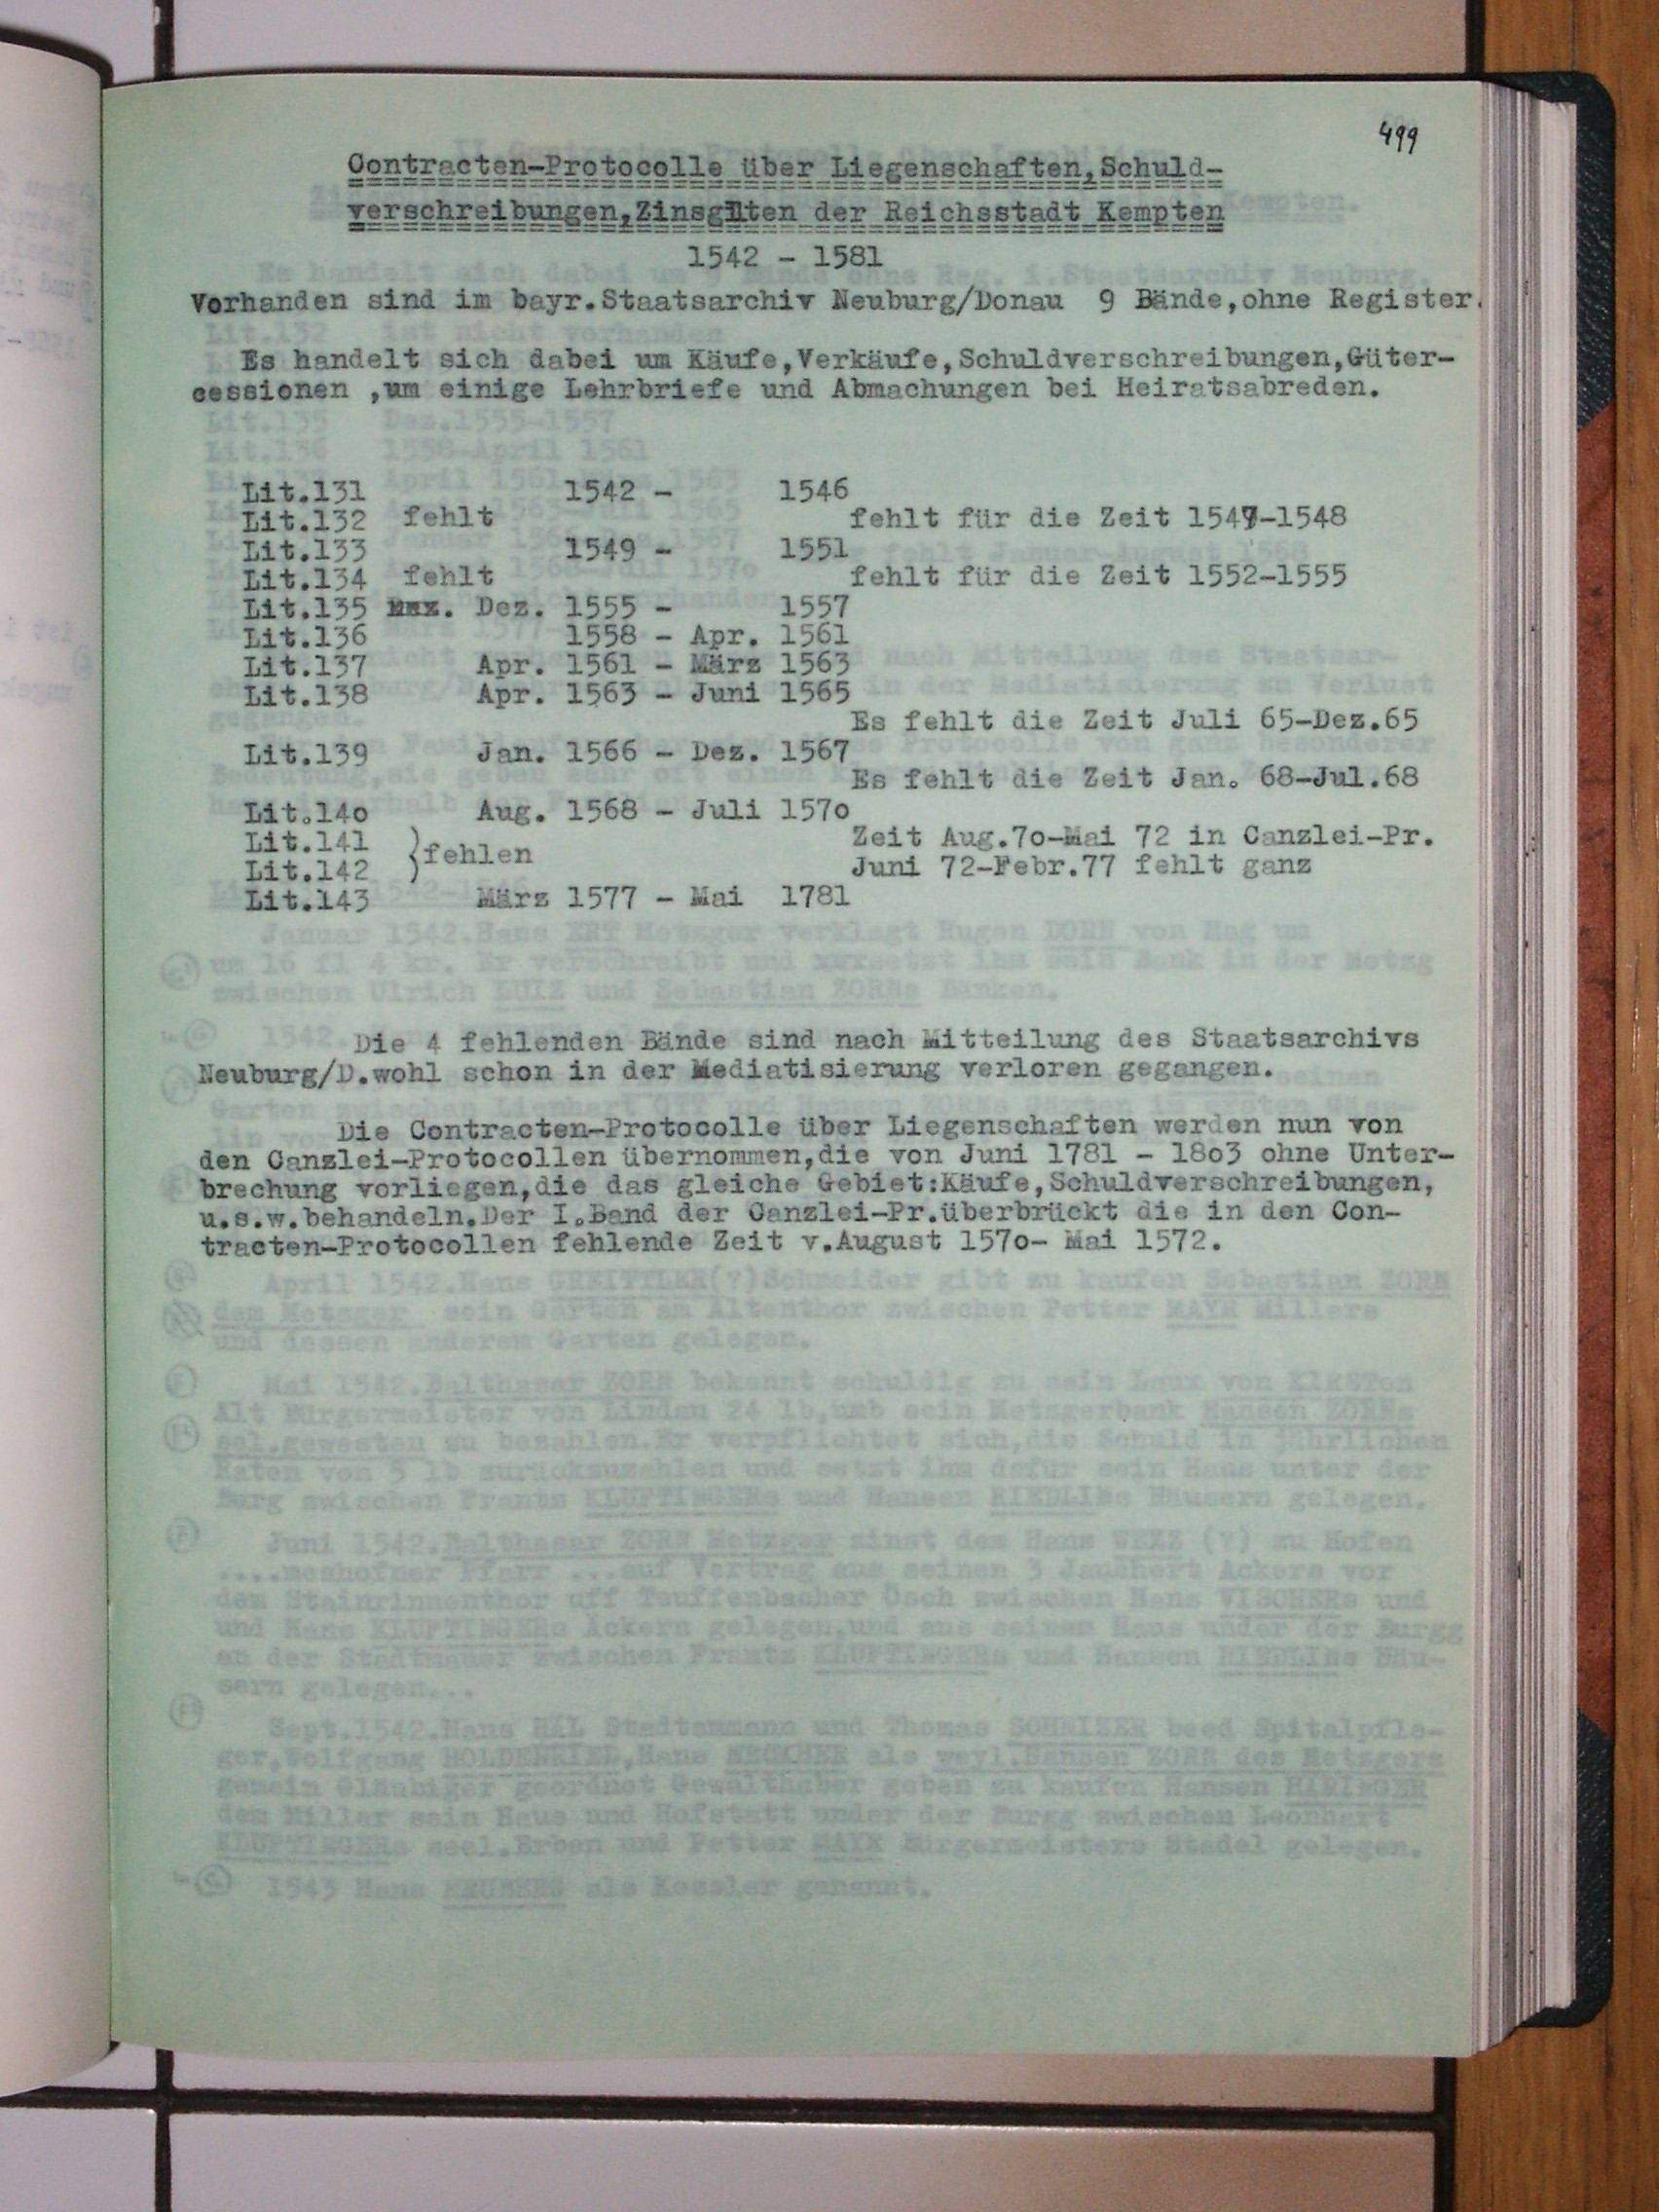 499
Contracten-Protocolle über Liegenschaften,Schuld-
verschreibungen,Zinsgilten der Reichsstadt Kempten
1542 - 1581
Vorhanden sind im bayr.Staatsarchiv Neuburg/Donau 9 Bände,ohne Register.
Es handelt sich dabei um Käufe,Verkäufe,Schuldverschreibungen,Güter-
cessionen ,um einige Lehrbriefe und Abmachungen bei Heiratsabreden.
Lit.131 1542 - 1546
Lit.132 fehlt fehlt für die Zeit 1547-1548
Lit.133 1549 - 1551
Lit.134 fehlt fehlt für die Zeit 1552-1555
Lit.135 Dez. 1555 - 1557
Lit.136 1558 - Apr. 1561
Lit.137 Apr. 1561 - März 1563
Lit.138 Apr. 1563 - Juni 1565
Es fehlt die Zeit Juli 65-Dez.65
Lit.139 Jan. 1566 - Dez. 1567
Es fehlt die Zeit Jan. 68-Jul.68
Lit.14o Aug. 1568 - Juli 157o
Lit.141 }fehlen Zeit Aug.7o-Mai 72 in Canzlei-Pr.
Lit.142 Juni 72-Febr.77 fehlt ganz
Lit.143 März 1577 - Mai 1781
Die 4 fehlenden Bände sind nach Mitteilung des Staatsarchivs
Neuburg/D.wohl schon in der Mediatisierung verloren gegangen.
Die Contracten-Protocolle über Liegenschaften werden nun von
den Canzlei-Protocollen übernommen,die von Juni 1781 - 18o3 ohne Unter-
brechung vorliegen,die das gleiche Gebiet:Käufe,Schuldverschreibungen,
u.s.w.behandeln.Der I.Band der Canzlei-Pr.überbrückt die in den Con-
tracten-Protocollen fehlende Zeit v.August 157o- Mai 1572.